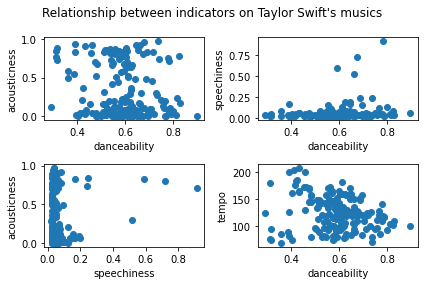 Relationship between indicators on Taylor Swift's musics
acousticness
1.0
0.5
0.0
0.4 0.6 0.8
danceability
speechiness
0.75
0.50
0.25
0.00
0.4 0.6 0.8
danceability
acousticness
1.0
0.5
0.0
0.0 0.2 0.4 0.6 0.8
speechiness
tempo
200
150
100
0.4 0.6 0.8
danceability